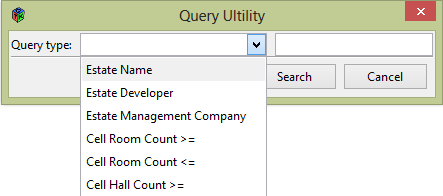 Query Ultility
Query type:
Search Cancel
Estate Name
Estate Developer
Estate Management Company
Cell Room Count >=
Cell Room Count <=
Cell Hall Count >=